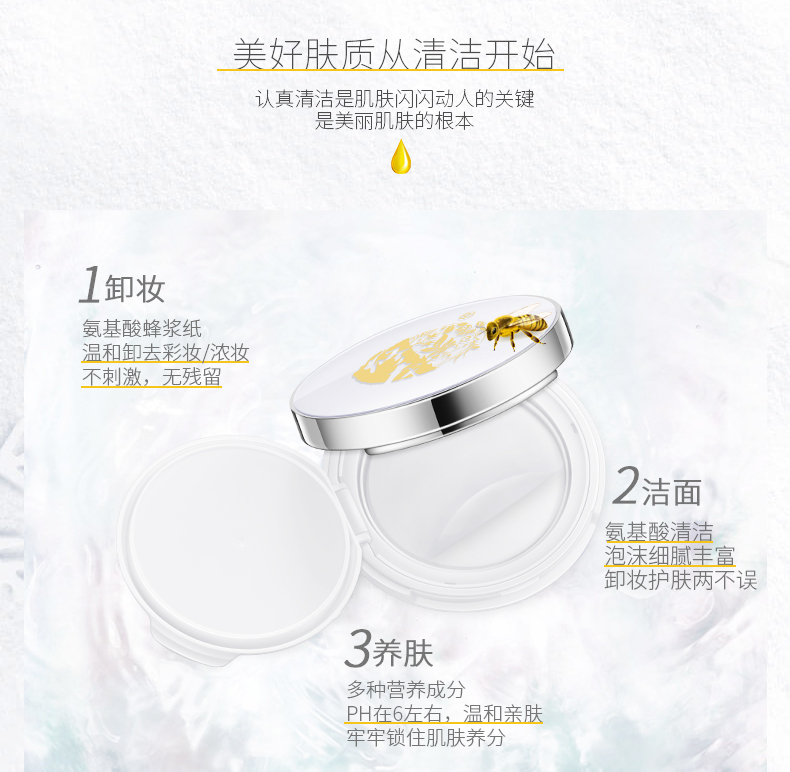 美好肤质从清洁开始
认真清洁是肌肤闪闪动人的关键
是美丽肌肤的根本
1卸妆
氨基酸蜂浆纸
温和卸去彩妆/浓妆
不刺激，无残留
2洁面
氨基酸清洁
泡沫细腻丰富
卸妆护肤两不误
3养肤
多种营养成分
PH在6左右，温和亲肤
牢牢锁住肌肤养分